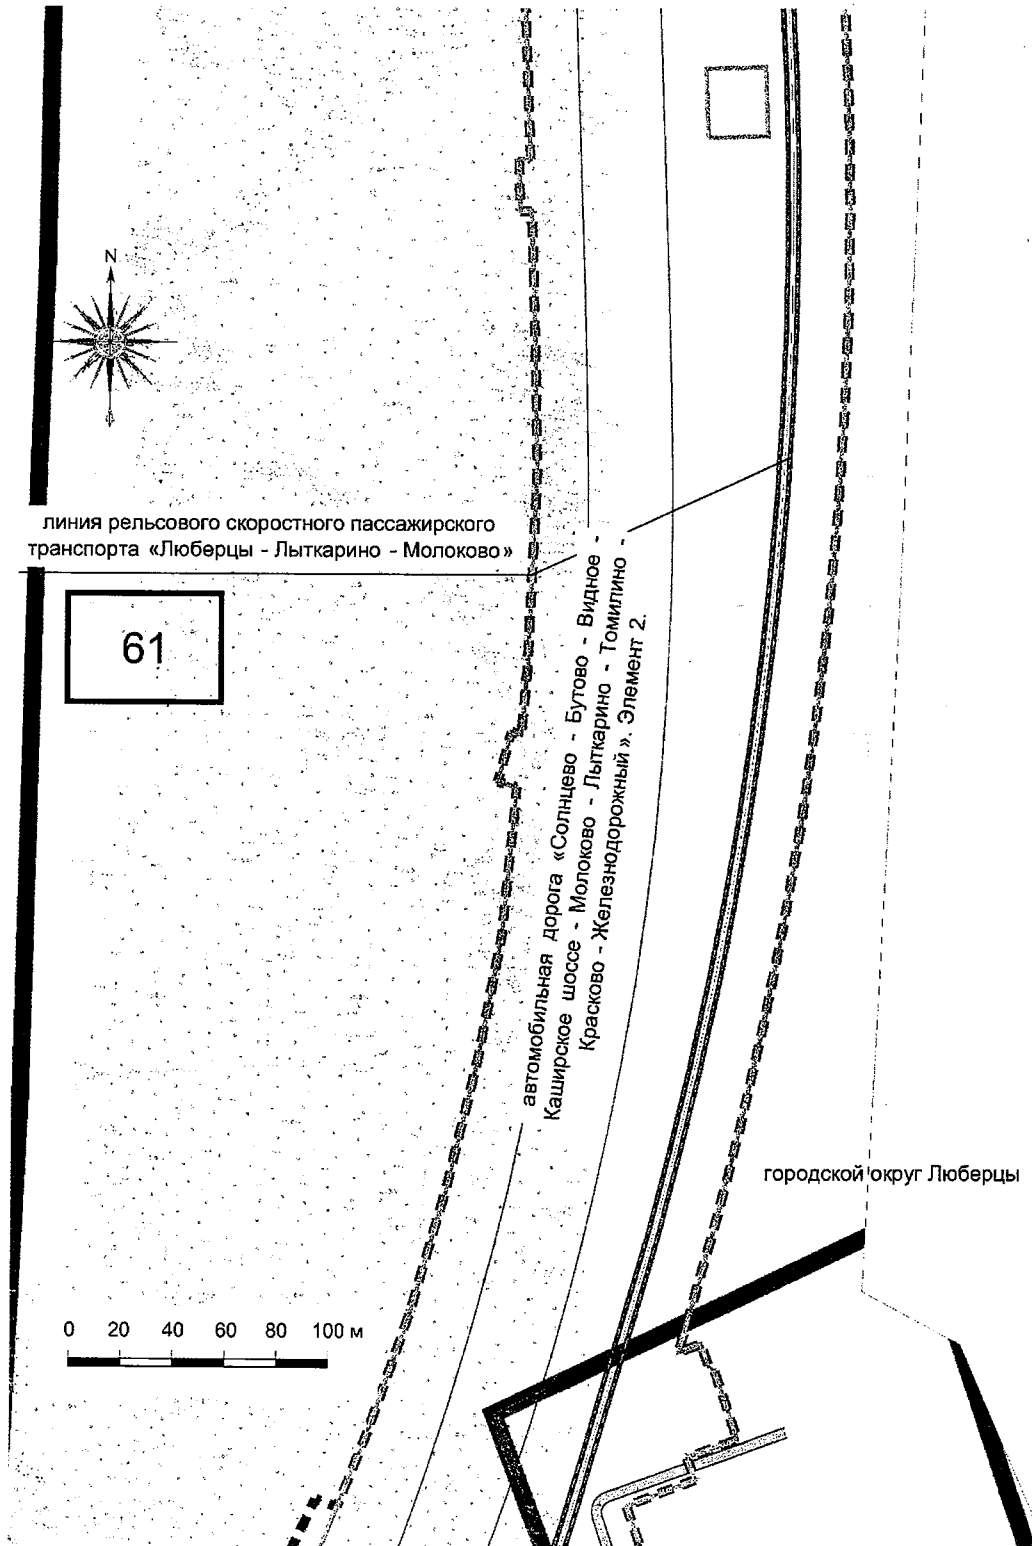 N
линия рельсового скоростного пассажирского
транспорта «Люберцы - Лыткарино - Молоково»
61
автомобильная дорога «Солнцево - Бутово - Видное -
Каширское шоссе - Молоково - Лыткарино - Томилино -
Красково - Железнодорожный ». Элемент 2.
городской округ Люберцы
0 20 40 60 80 100 м